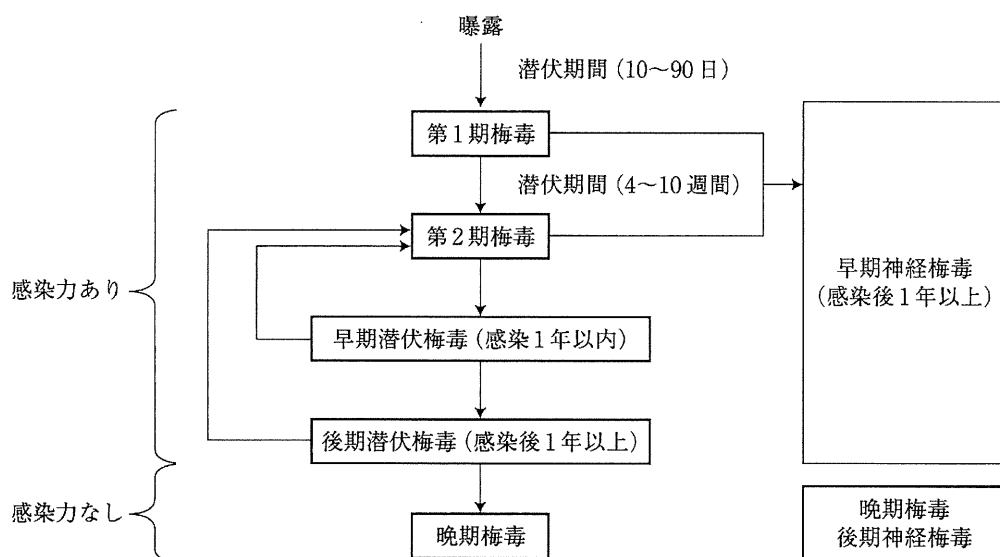 曝露
潜伏期間(10〜90日)
第1期梅毒
潜伏期間(4〜10週間)
第2期梅毒
感染力あり
早期神経梅毒
(感染後1年以上)
早期潜伏梅毒(感染1年以内)
後期潜伏梅毒(感染後1年以上)
感染力なし
晩期梅毒
晩期梅毒
後期神経梅毒